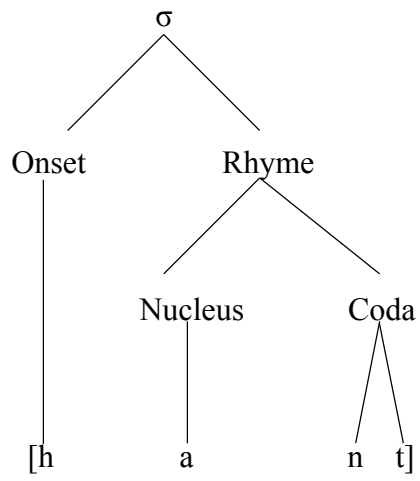 σ
Onset Rhyme
Nucleus Coda
[h a n t]